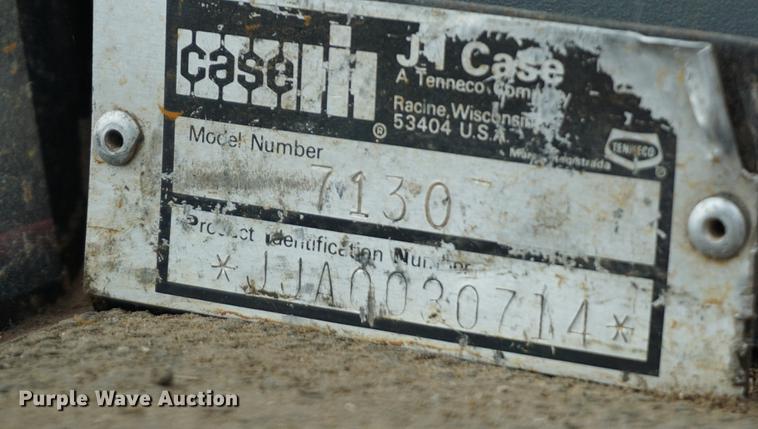 case IH
J I Case
A Tenneco Company
Racine, Wisconsin
53404 U.S.A.
®
TENNECO
®
Model Number
7130
Product Identification Number
*JJA0030714*
Purple Wave Auction